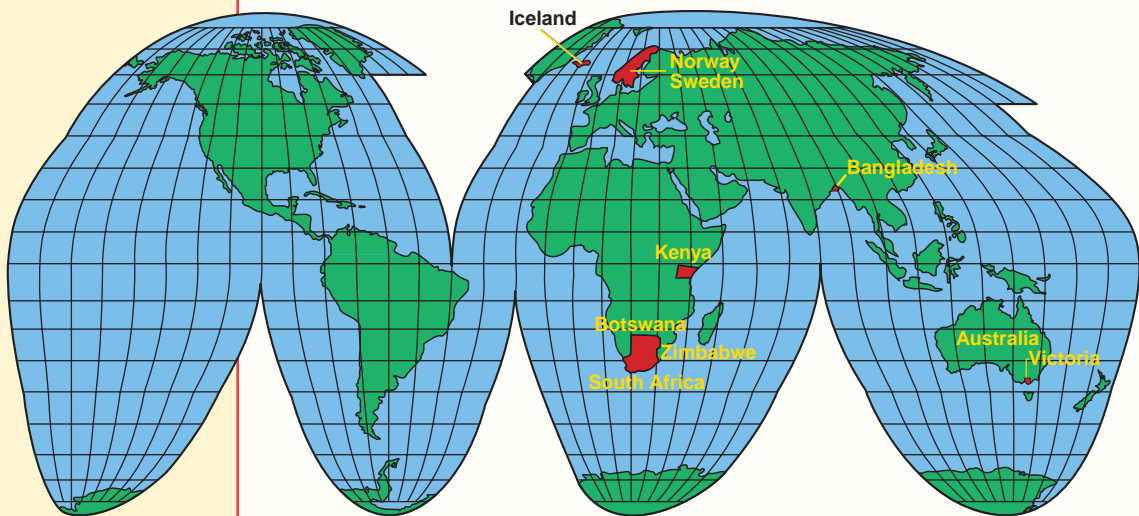 Iceland
Norway
Sweden
Bangladesh
Kenya
Botswana
Zimbabwe
South Africa
Australia
Victoria